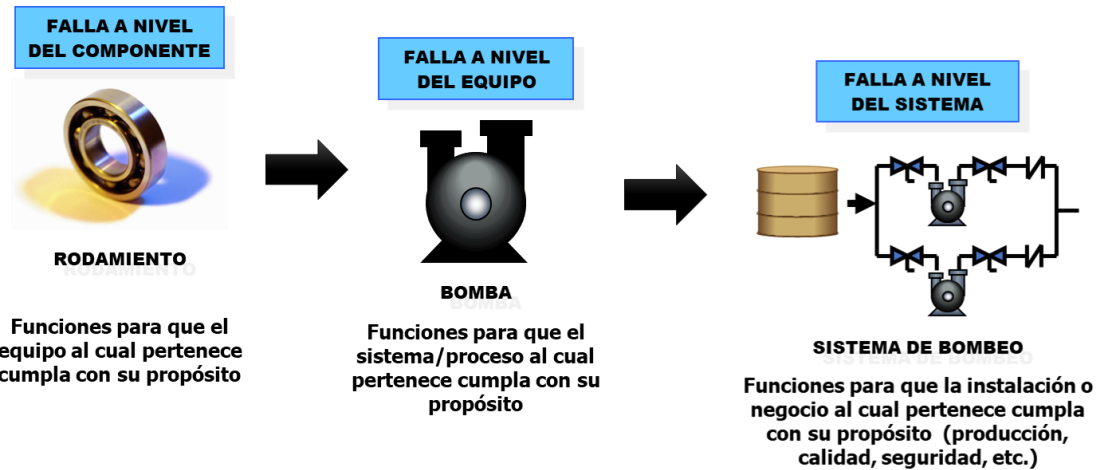 FALLA A NIVEL
DEL COMPONENTE
RODAMIENTO
Funciones para que el
equipo al cual pertenece
cumpla con su propósito
FALLA A NIVEL
DEL EQUIPO
BOMBA
Funciones para que el
sistema/proceso al cual
pertenece cumpla con su
propósito
FALLA A NIVEL
DEL SISTEMA
SISTEMA DE BOMBEO
Funciones para que la instalación o
negocio al cual pertenece cumpla
con su propósito (producción,
calidad, seguridad, etc.)